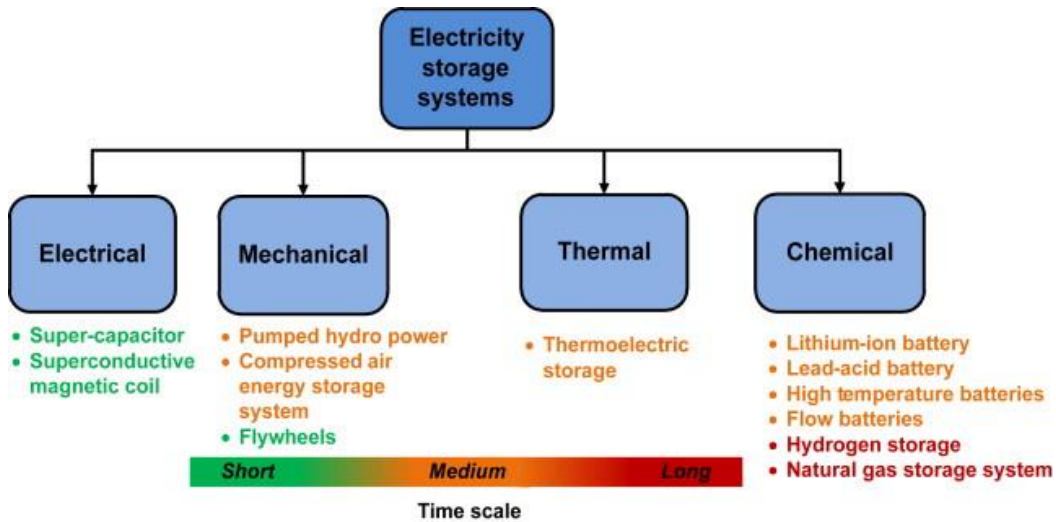 Electricity
storage
systems
Electrical
Mechanical
Thermal
Chemical
• Super-capacitor
• Superconductive
magnetic coil
• Pumped hydro power
• Compressed air
energy storage
system
• Flywheels
• Thermoelectric
storage
• Lithium-ion battery
• Lead-acid battery
• High temperature batteries
• Flow batteries
• Hydrogen storage
• Natural gas storage system
Short
Medium
Long
Time scale